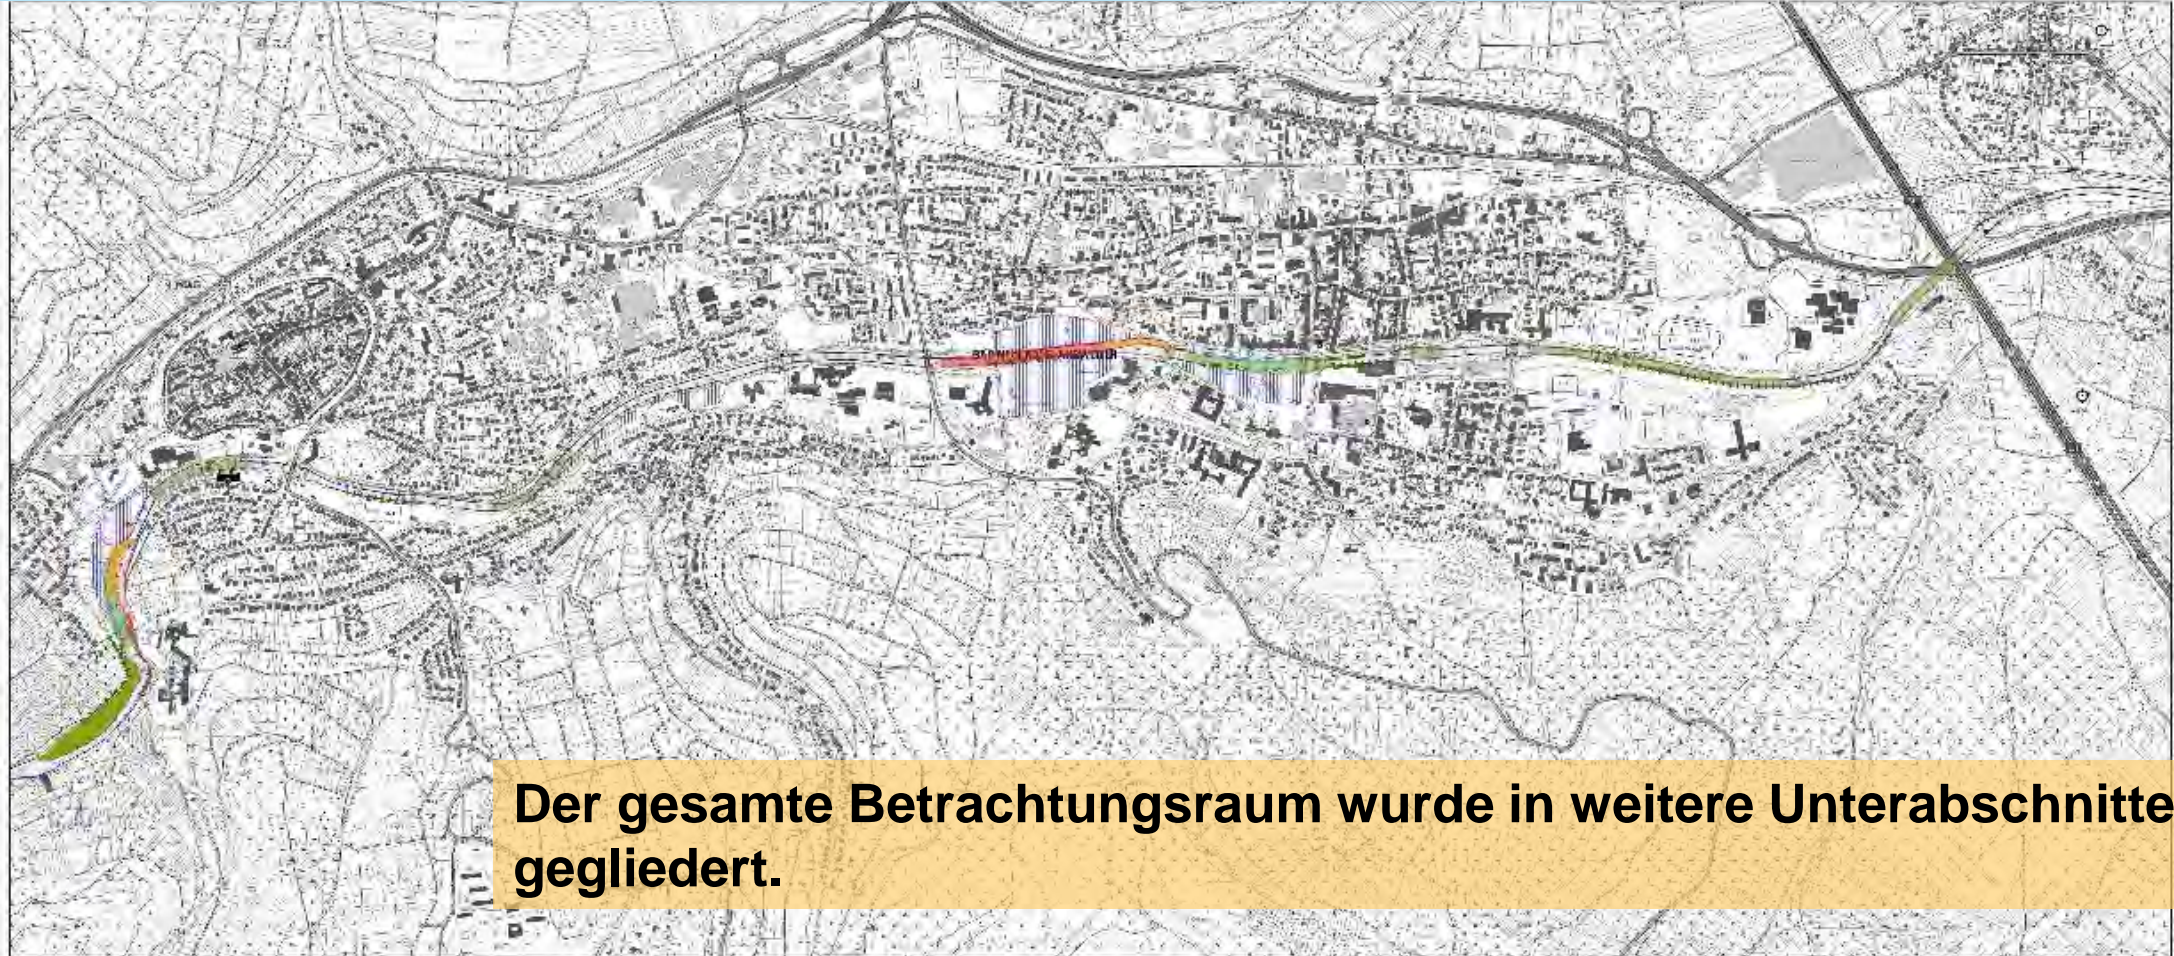 Der gesamte Betrachtungsraum wurde in weitere Unterabschnitte
gegliedert.